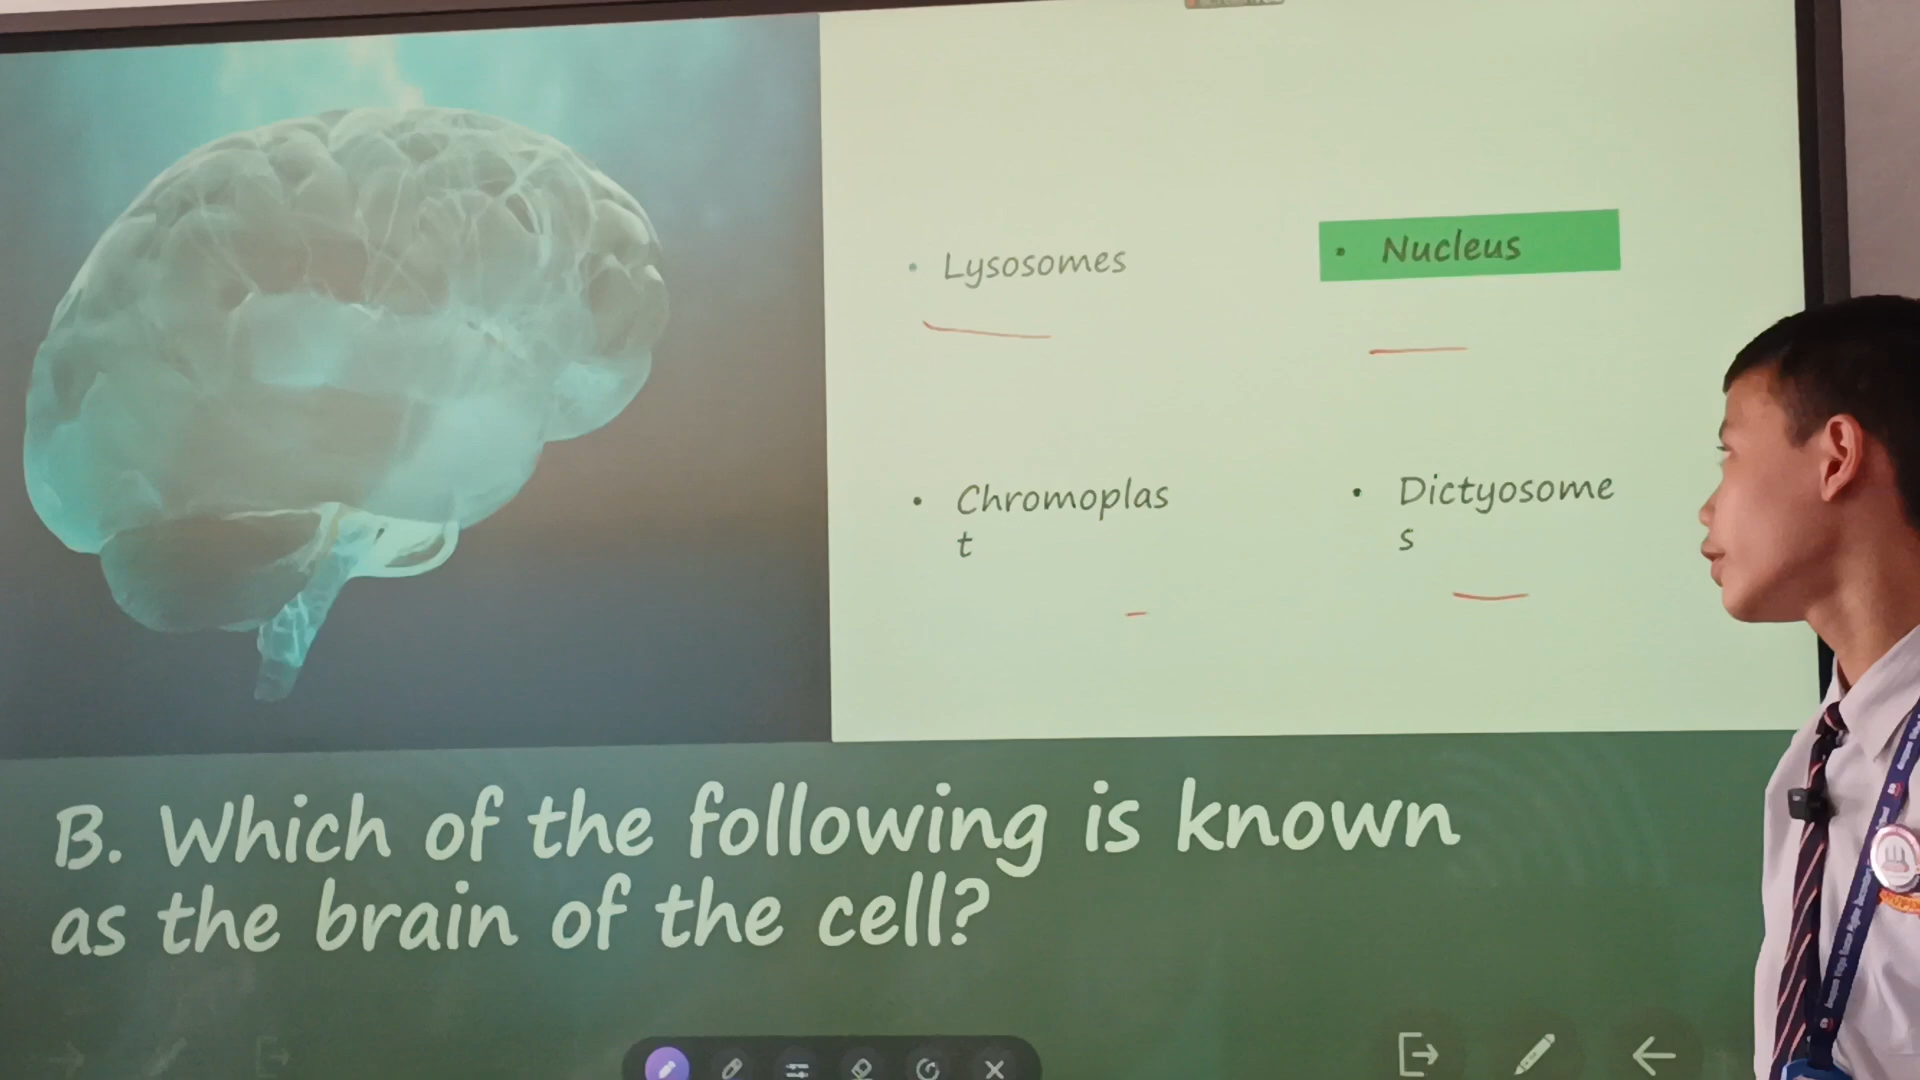 • Lysosomes
• Nucleus
• Chromoplas
t
• Dictyosome
s
B. Which of the following is known
as the brain of the cell?